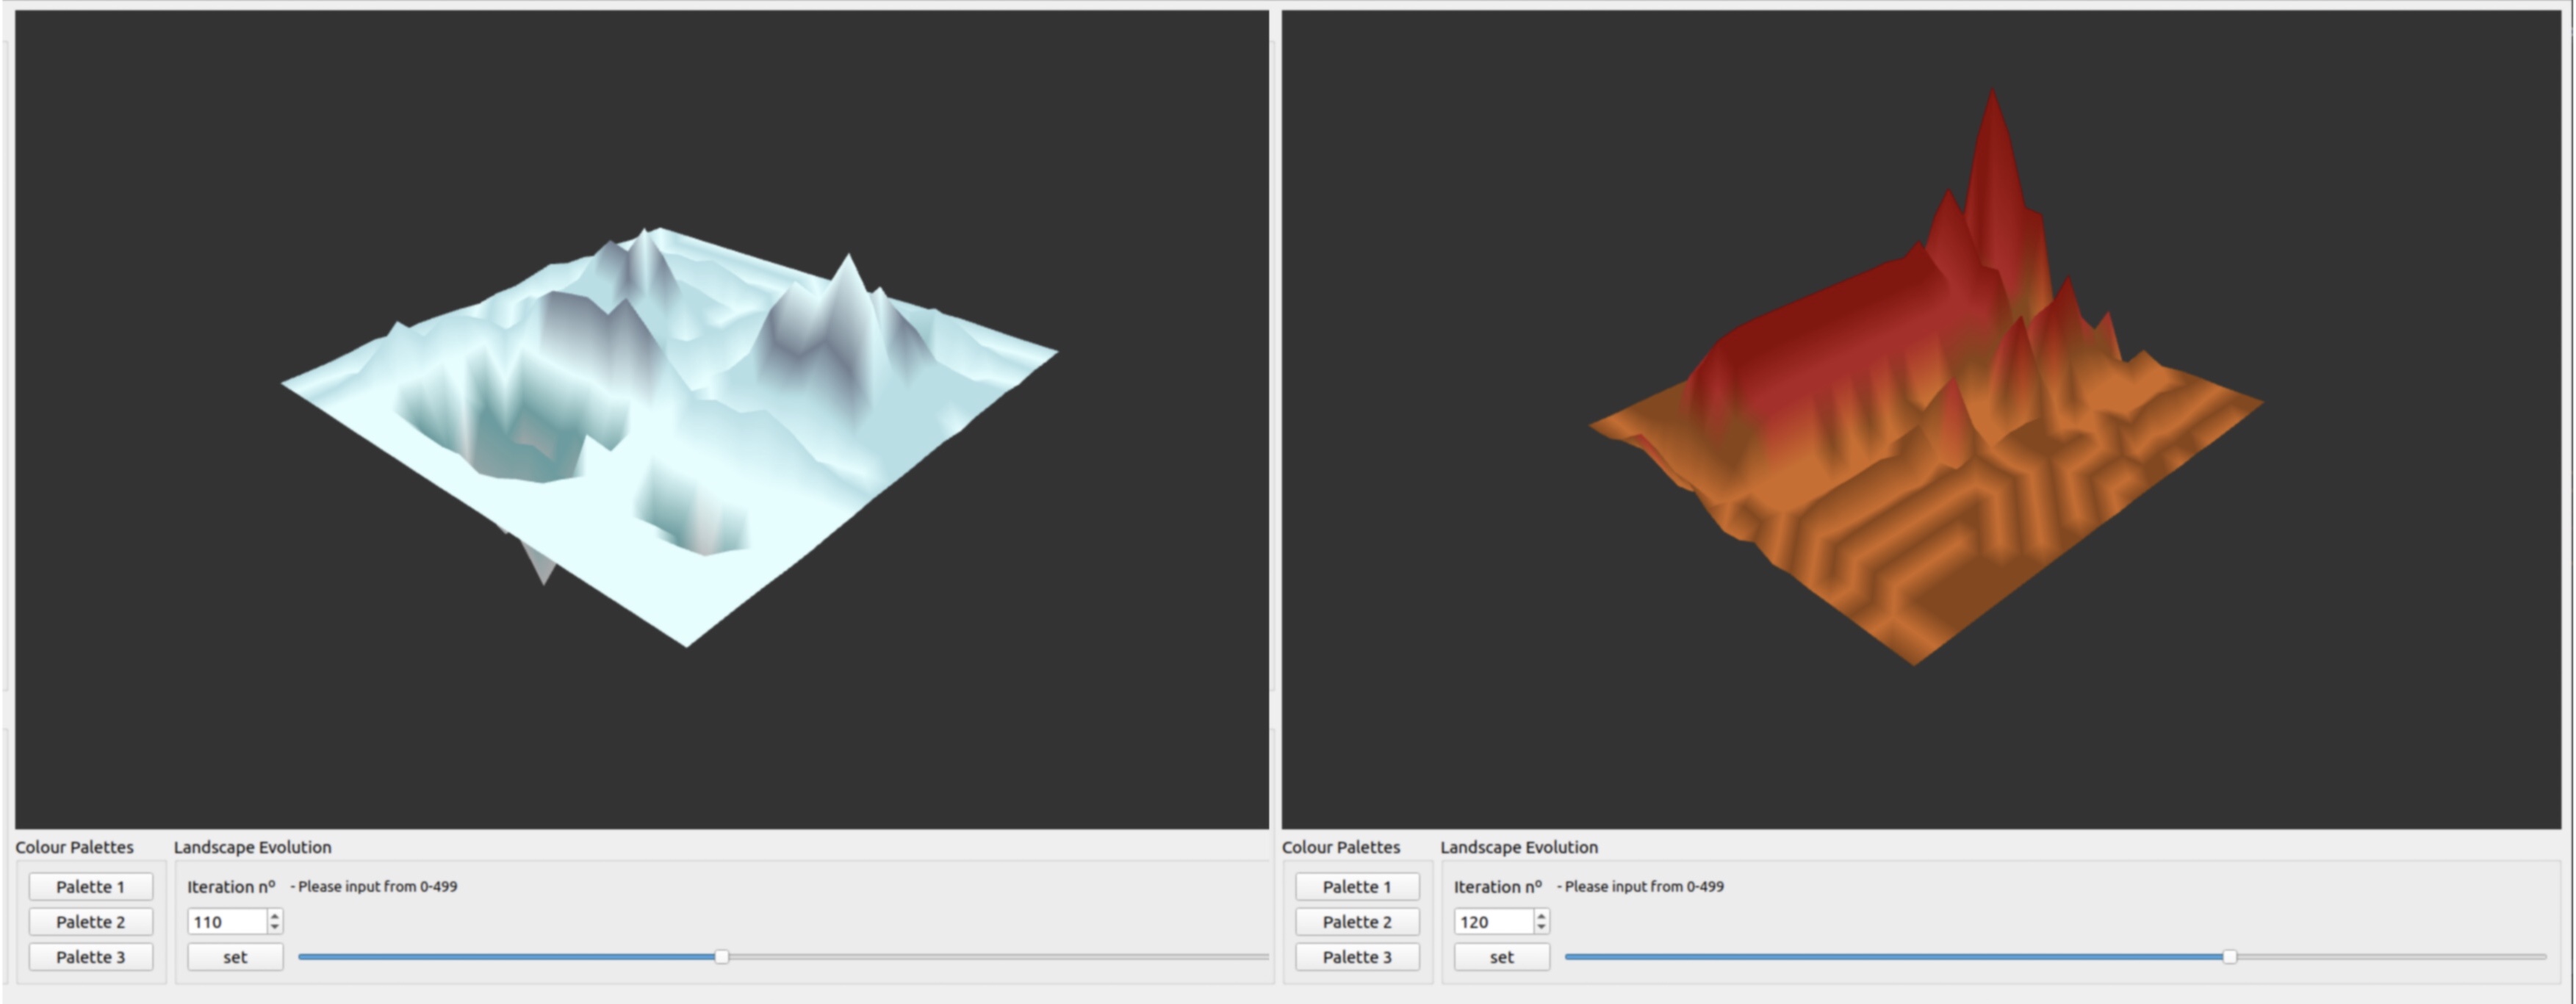 Colour Palettes
Landscape Evolution
Palette 1
Palette 2
Palette 3
Iteration nº - Please input from 0-499
110
set
Colour Palettes
Landscape Evolution
Palette 1
Palette 2
Palette 3
Iteration nº - Please input from 0-499
120
set